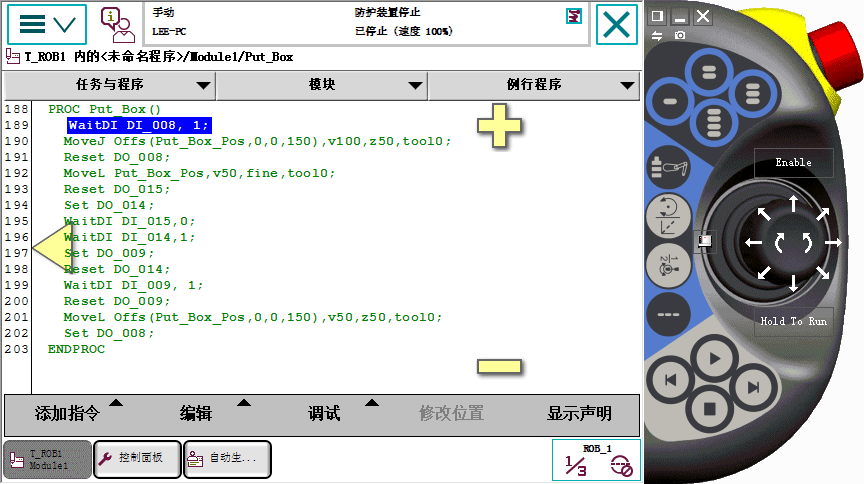 手动
防护装置停止
LEE-PC
已停止 (速度 100%)
T_ROB1 内的<未命名程序>/Module1/Put_Box
任务与程序
模块
例行程序
188 PROC Put_Box()
189 WaitDI DI_008, 1;
190 MoveJ Offs(Put_Box_Pos,0,0,150),v100,z50,tool0;
191 Reset DO_008;
192 MoveL Put_Box_Pos,v50,fine,tool0;
193 Reset DO_015;
194 Set DO_014;
195 WaitDI DI_015,0;
196 WaitDI DI_014,1;
197 Set DO_009;
198 Reset DO_014;
199 WaitDI DI_009, 1;
200 Reset DO_009;
201 MoveL Offs(Put_Box_Pos,0,0,150),v50,z50,tool0;
202 Set DO_008;
203 ENDPROC
添加指令
编辑
调试
修改位置
显示声明
T_ROB1
Module1
控制面板
自动生...
ROB_1
1/3
Enable
Hold To Run